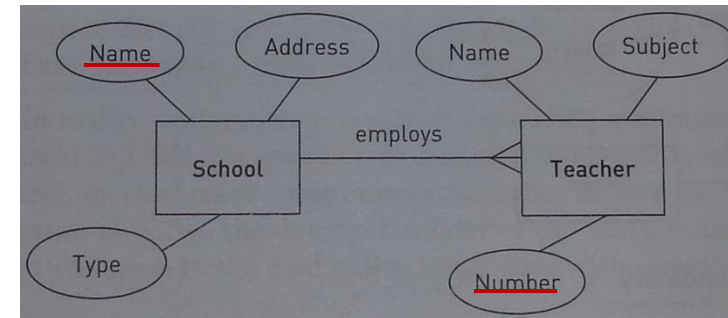 Name
Address
Name
Subject
employs
School
Teacher
Type
Number